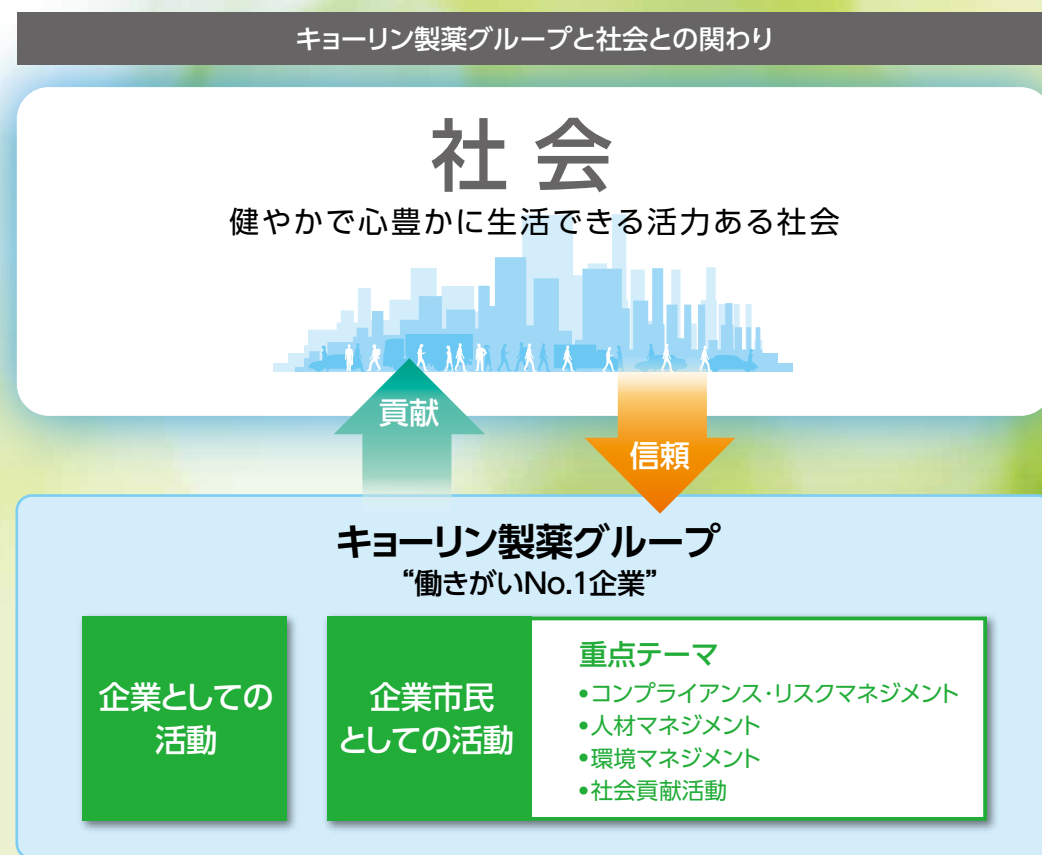 キョーリン製薬グループと社会との関わり
社会
健やかで心豊かに生活できる活力ある社会
貢献
信頼
キョーリン製薬グループ
“働きがいNo.1企業”
企業としての
活動
企業市民
としての活動
重点テーマ
•コンプライアンス・リスクマネジメント
•人材マネジメント
•環境マネジメント
•社会貢献活動